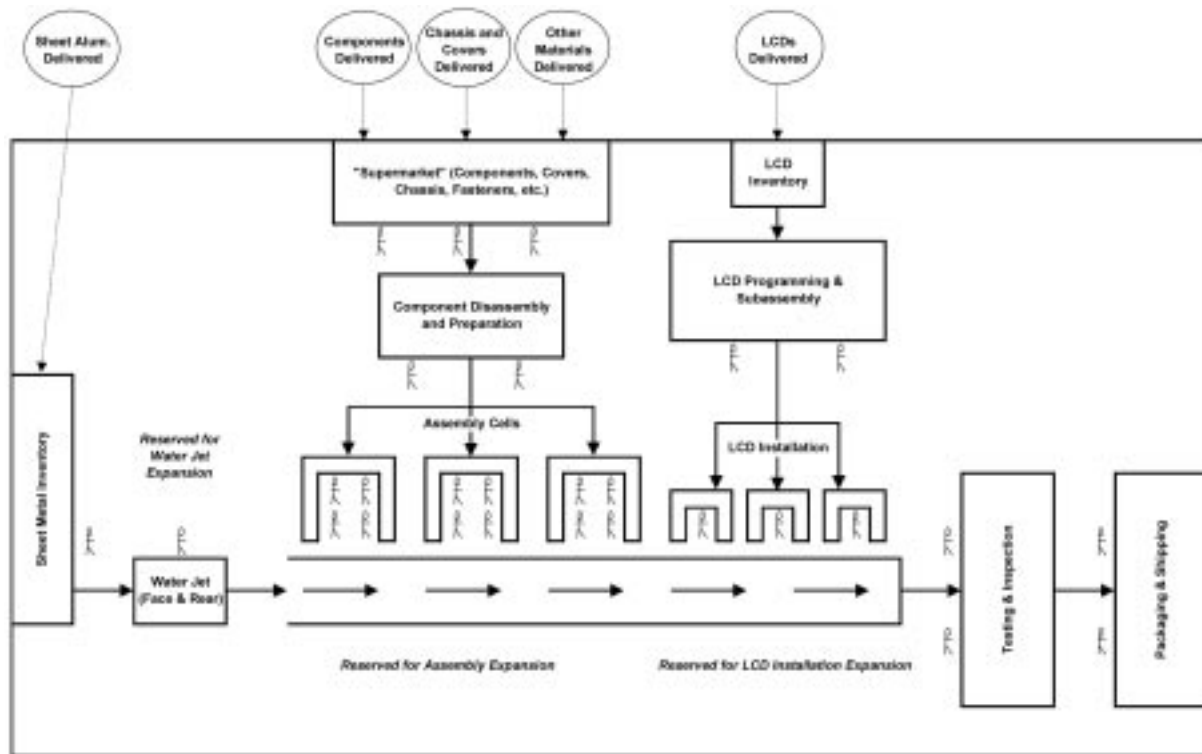 Sheet Alum.
Delivered
Components
Delivered
Chassis and
Covers
Delivered
Other
Materials
Delivered
LCDs
Delivered
"Supermarket" (Components, Covers,
Chassis, Fasteners, etc.)
LCD
Inventory
Component Disassembly
and Preparation
LCD Programming &
Subassembly
Assembly Cells
LCD Installation
Reserved for
Water Jet
Expansion
Sheet Metal Inventory
Water Jet
(Face & Rear)
Testing & Inspection
Packaging & Shipping
Reserved for Assembly Expansion
Reserved for LCD Installation Expansion